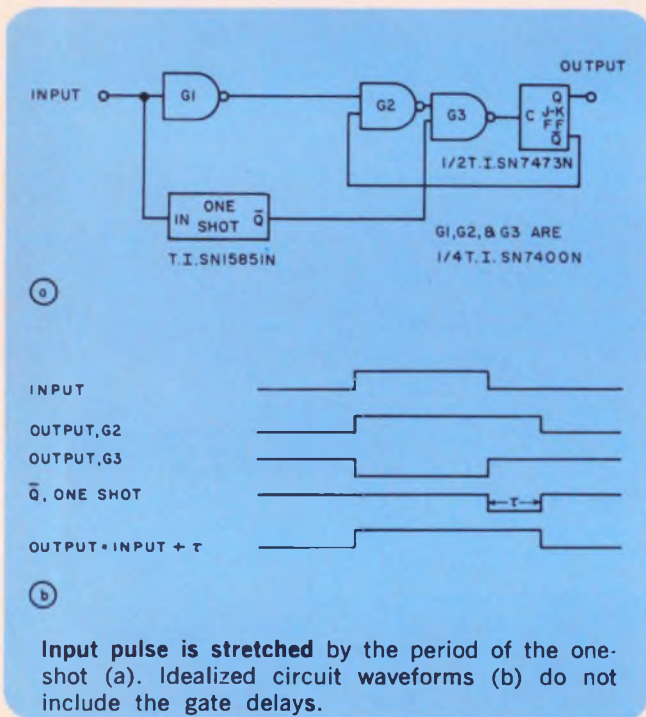 OUTPUT
INPUT
G1
G2
G3
C
Q
J-K
FF
Q̅
1/2 T.I. SN7473N
ONE
IN SHOT Q̅
T.I. SN15851N
G1, G2, & G3 ARE
1/4 T.I. SN7400N
a
INPUT
OUTPUT, G2
OUTPUT, G3
Q̅, ONE SHOT
τ
OUTPUT = INPUT + τ
b
Input pulse is stretched by the period of the one-
shot (a). Idealized circuit waveforms (b) do not
include the gate delays.